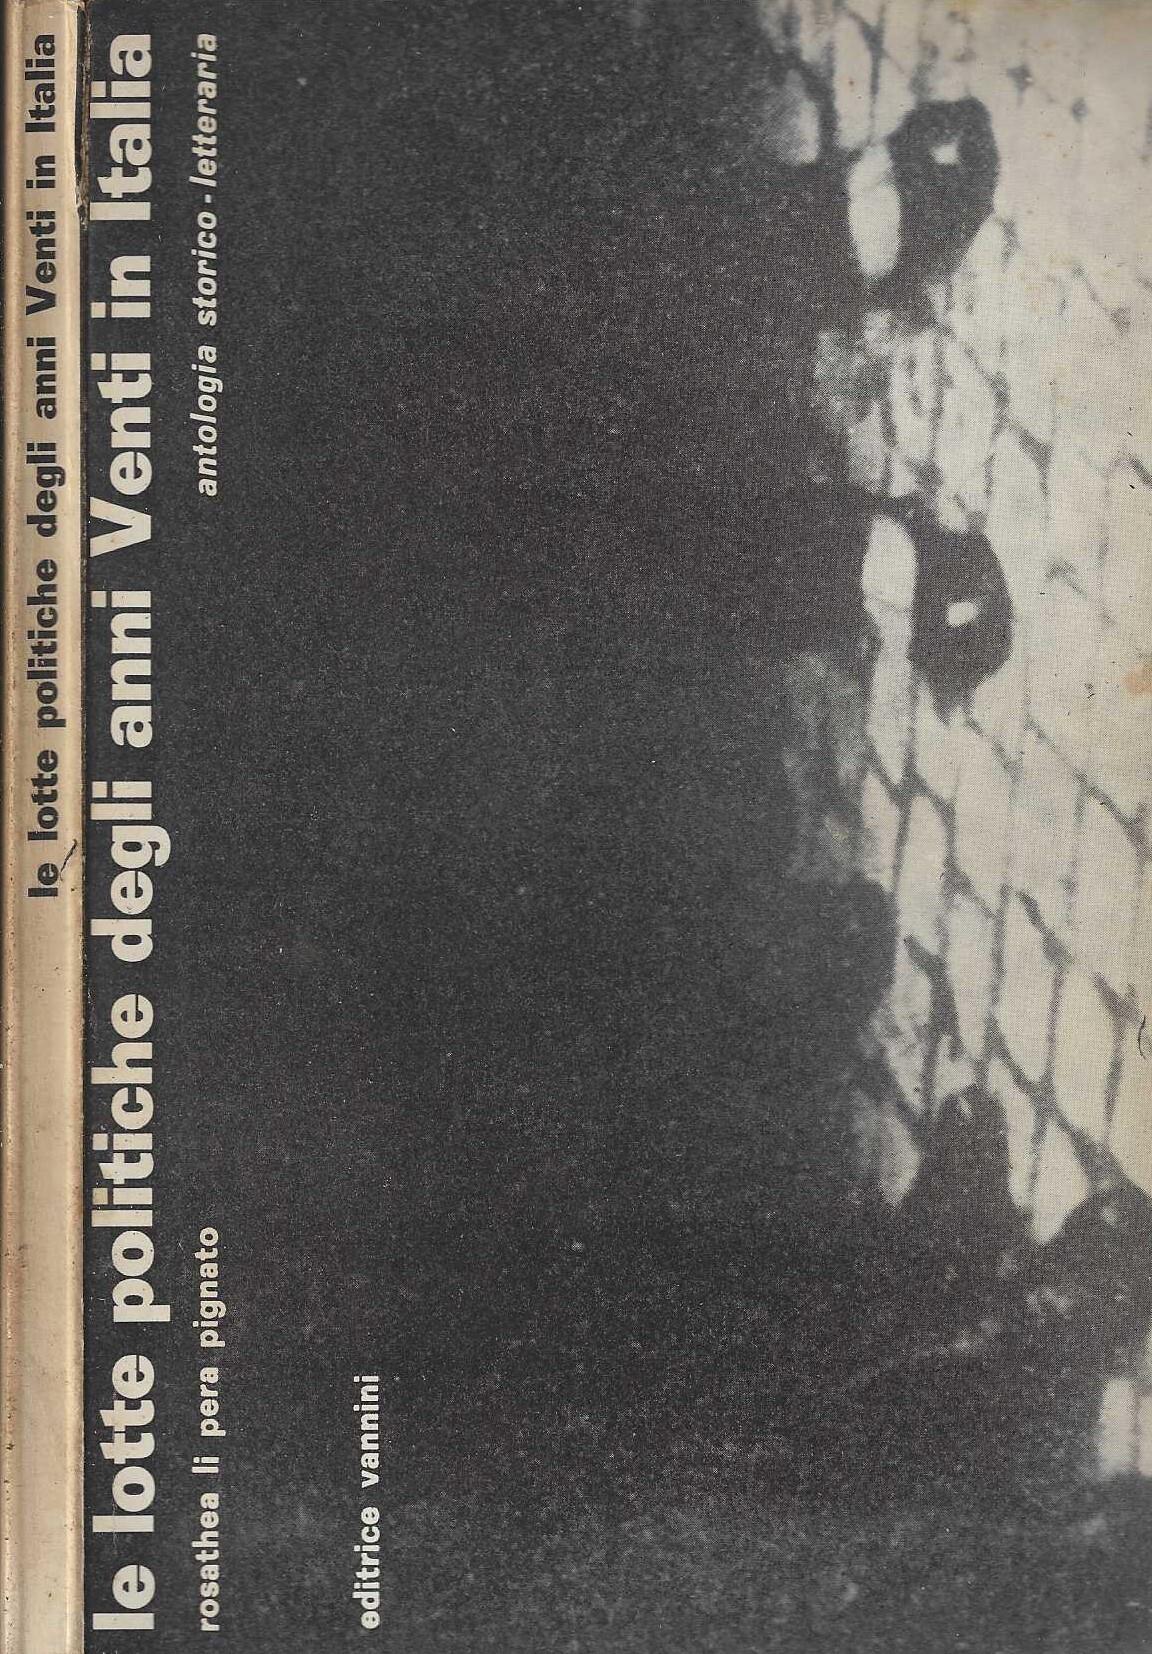 le lotte politiche degli anni Venti in Italia
le lotte politiche degli anni Venti in Italia
rosathea li pera pignato
antologia storico-letteraria
editrice vannini